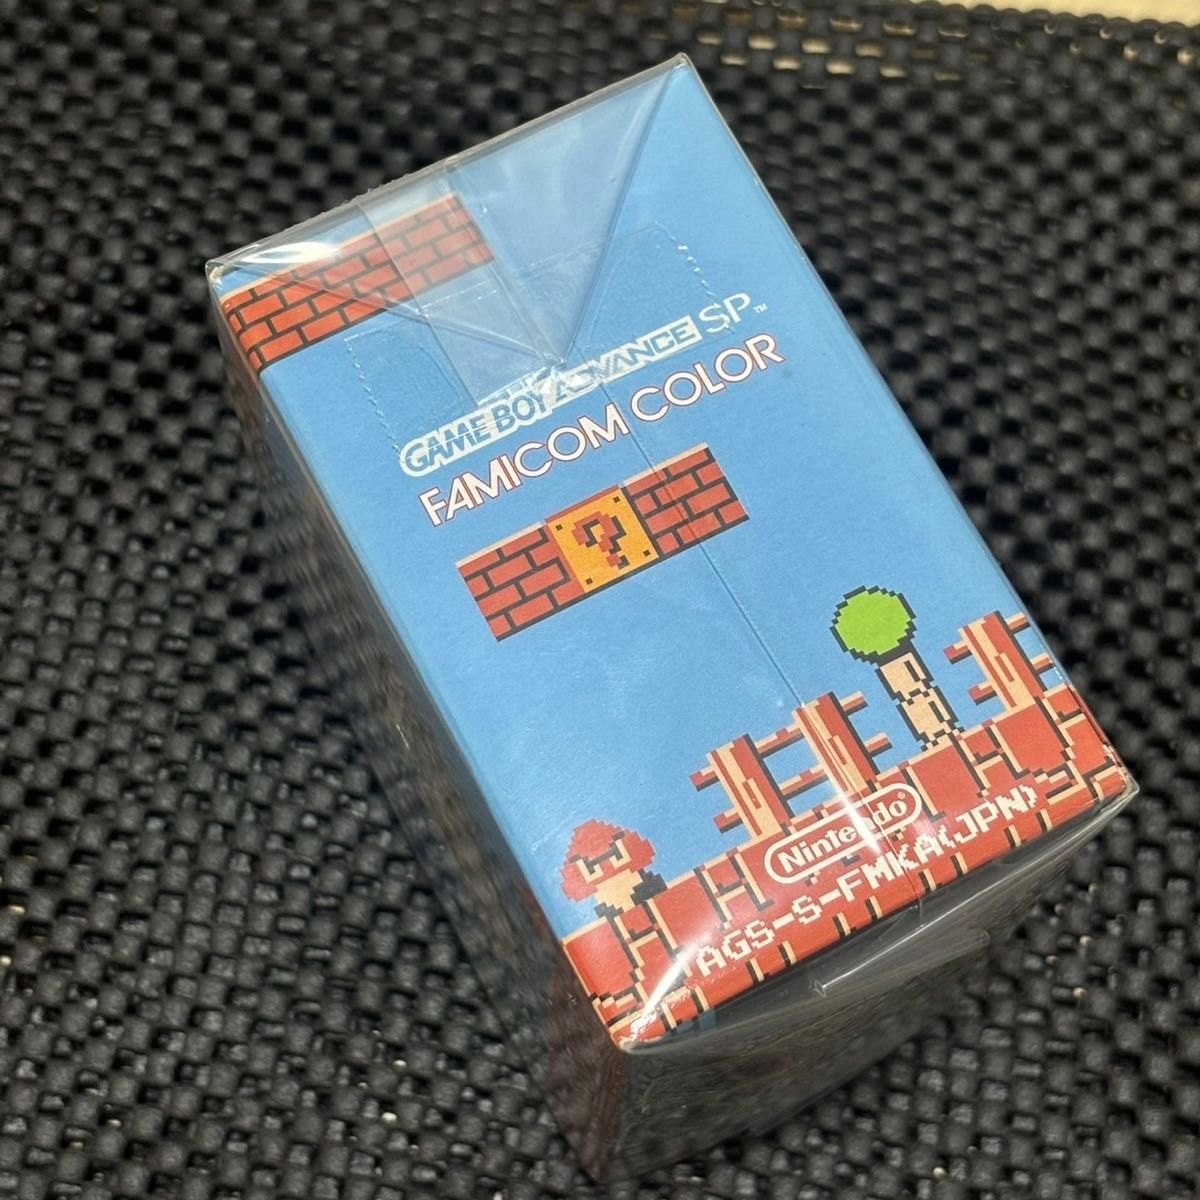 GAME BOY ADVANCE SP™
FAMICOM COLOR
?
Nintendo®
AGS-S-FMKA(JPN)